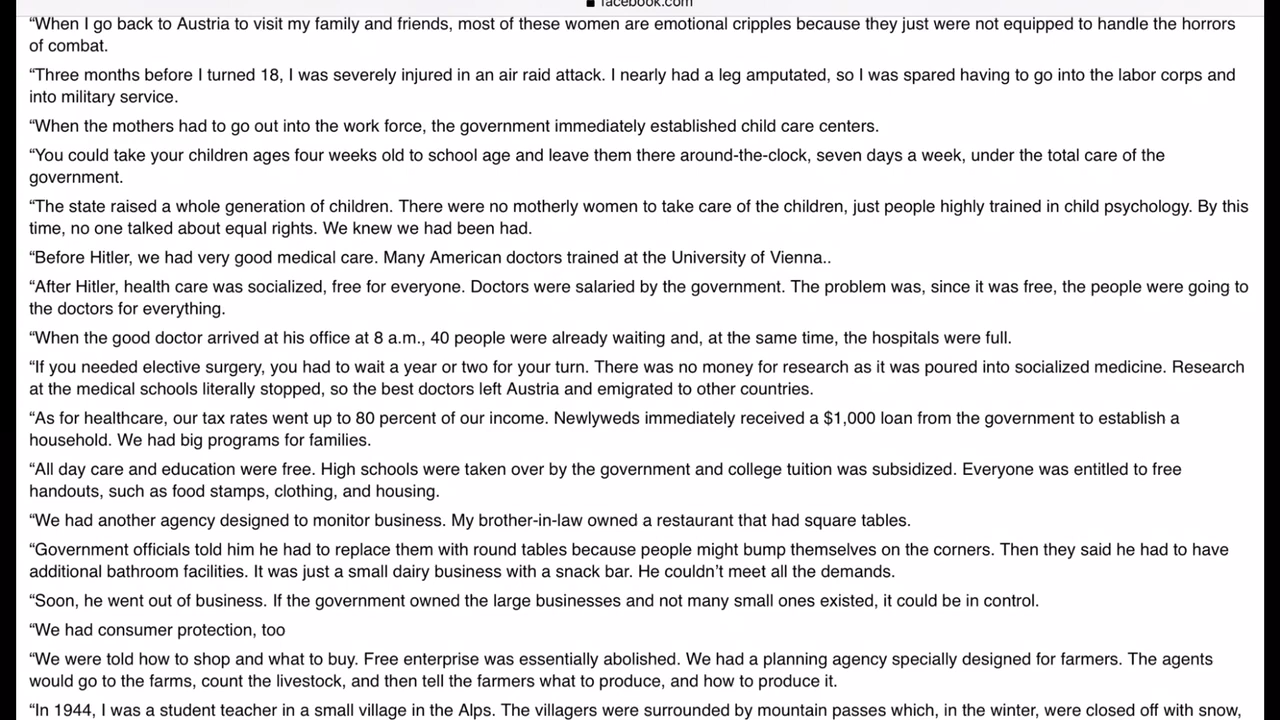 facebook.com
“When I go back to Austria to visit my family and friends, most of these women are emotional cripples because they just were not equipped to handle the horrors
of combat.
“Three months before I turned 18, I was severely injured in an air raid attack. I nearly had a leg amputated, so I was spared having to go into the labor corps and
into military service.
“When the mothers had to go out into the work force, the government immediately established child care centers.
“You could take your children ages four weeks old to school age and leave them there around-the-clock, seven days a week, under the total care of the
government.
“The state raised a whole generation of children. There were no motherly women to take care of the children, just people highly trained in child psychology. By this
time, no one talked about equal rights. We knew we had been had.
“Before Hitler, we had very good medical care. Many American doctors trained at the University of Vienna..
“After Hitler, health care was socialized, free for everyone. Doctors were salaried by the government. The problem was, since it was free, the people were going to
the doctors for everything.
“When the good doctor arrived at his office at 8 a.m., 40 people were already waiting and, at the same time, the hospitals were full.
“If you needed elective surgery, you had to wait a year or two for your turn. There was no money for research as it was poured into socialized medicine. Research
at the medical schools literally stopped, so the best doctors left Austria and emigrated to other countries.
“As for healthcare, our tax rates went up to 80 percent of our income. Newlyweds immediately received a $1,000 loan from the government to establish a
household. We had big programs for families.
“All day care and education were free. High schools were taken over by the government and college tuition was subsidized. Everyone was entitled to free
handouts, such as food stamps, clothing, and housing.
“We had another agency designed to monitor business. My brother-in-law owned a restaurant that had square tables.
“Government officials told him he had to replace them with round tables because people might bump themselves on the corners. Then they said he had to have
additional bathroom facilities. It was just a small dairy business with a snack bar. He couldn’t meet all the demands.
“Soon, he went out of business. If the government owned the large businesses and not many small ones existed, it could be in control.
“We had consumer protection, too
“We were told how to shop and what to buy. Free enterprise was essentially abolished. We had a planning agency specially designed for farmers. The agents
would go to the farms, count the livestock, and then tell the farmers what to produce, and how to produce it.
“In 1944, I was a student teacher in a small village in the Alps. The villagers were surrounded by mountain passes which, in the winter, were closed off with snow,